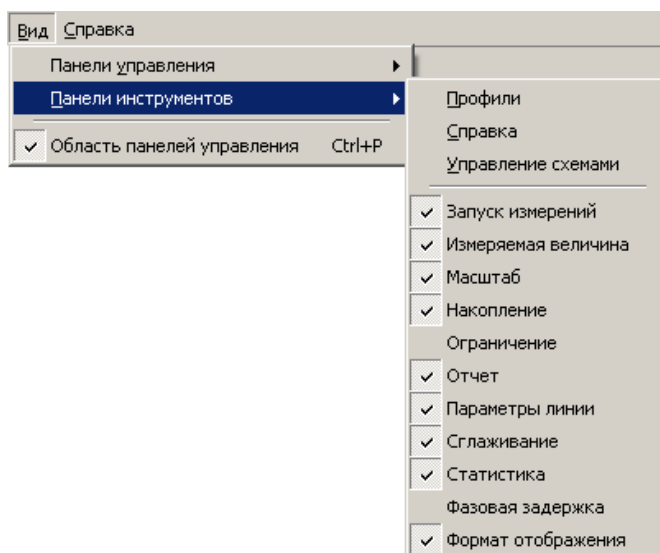 Вид Справка
Панели управления
Панели инструментов
Область панелей управления Ctrl+P
Профили
Справка
Управление схемами
Запуск измерений
Измеряемая величина
Масштаб
Накопление
Ограничение
Отчет
Параметры линии
Сглаживание
Статистика
Фазовая задержка
Формат отображения